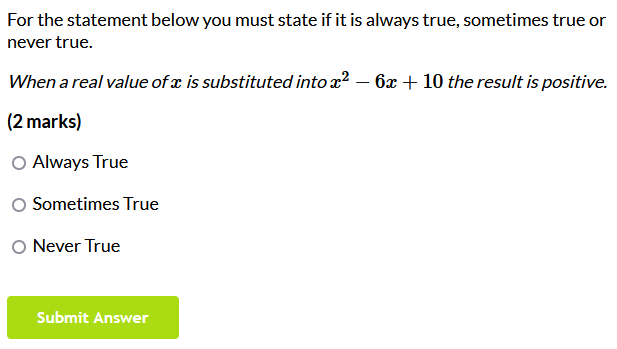 For the statement below you must state if it is always true, sometimes true or
never true.
When a real value of x is substituted into x² − 6x + 10 the result is positive.
(2 marks)
Always True
Sometimes True
Never True
Submit Answer